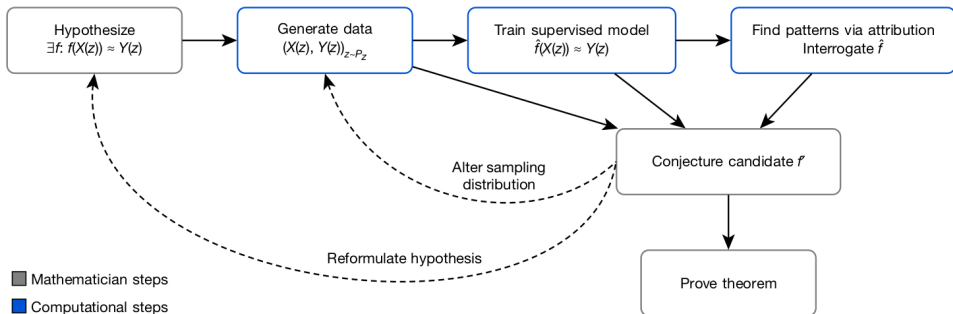 Hypothesize
∃f: f(X(z)) ≈ Y(z)
Generate data
(X(z), Y(z))z~Pz
Train supervised model
f̂(X(z)) ≈ Y(z)
Find patterns via attribution
Interrogate f̂
Conjecture candidate f′
Alter sampling
distribution
Reformulate hypothesis
Prove theorem
Mathematician steps
Computational steps